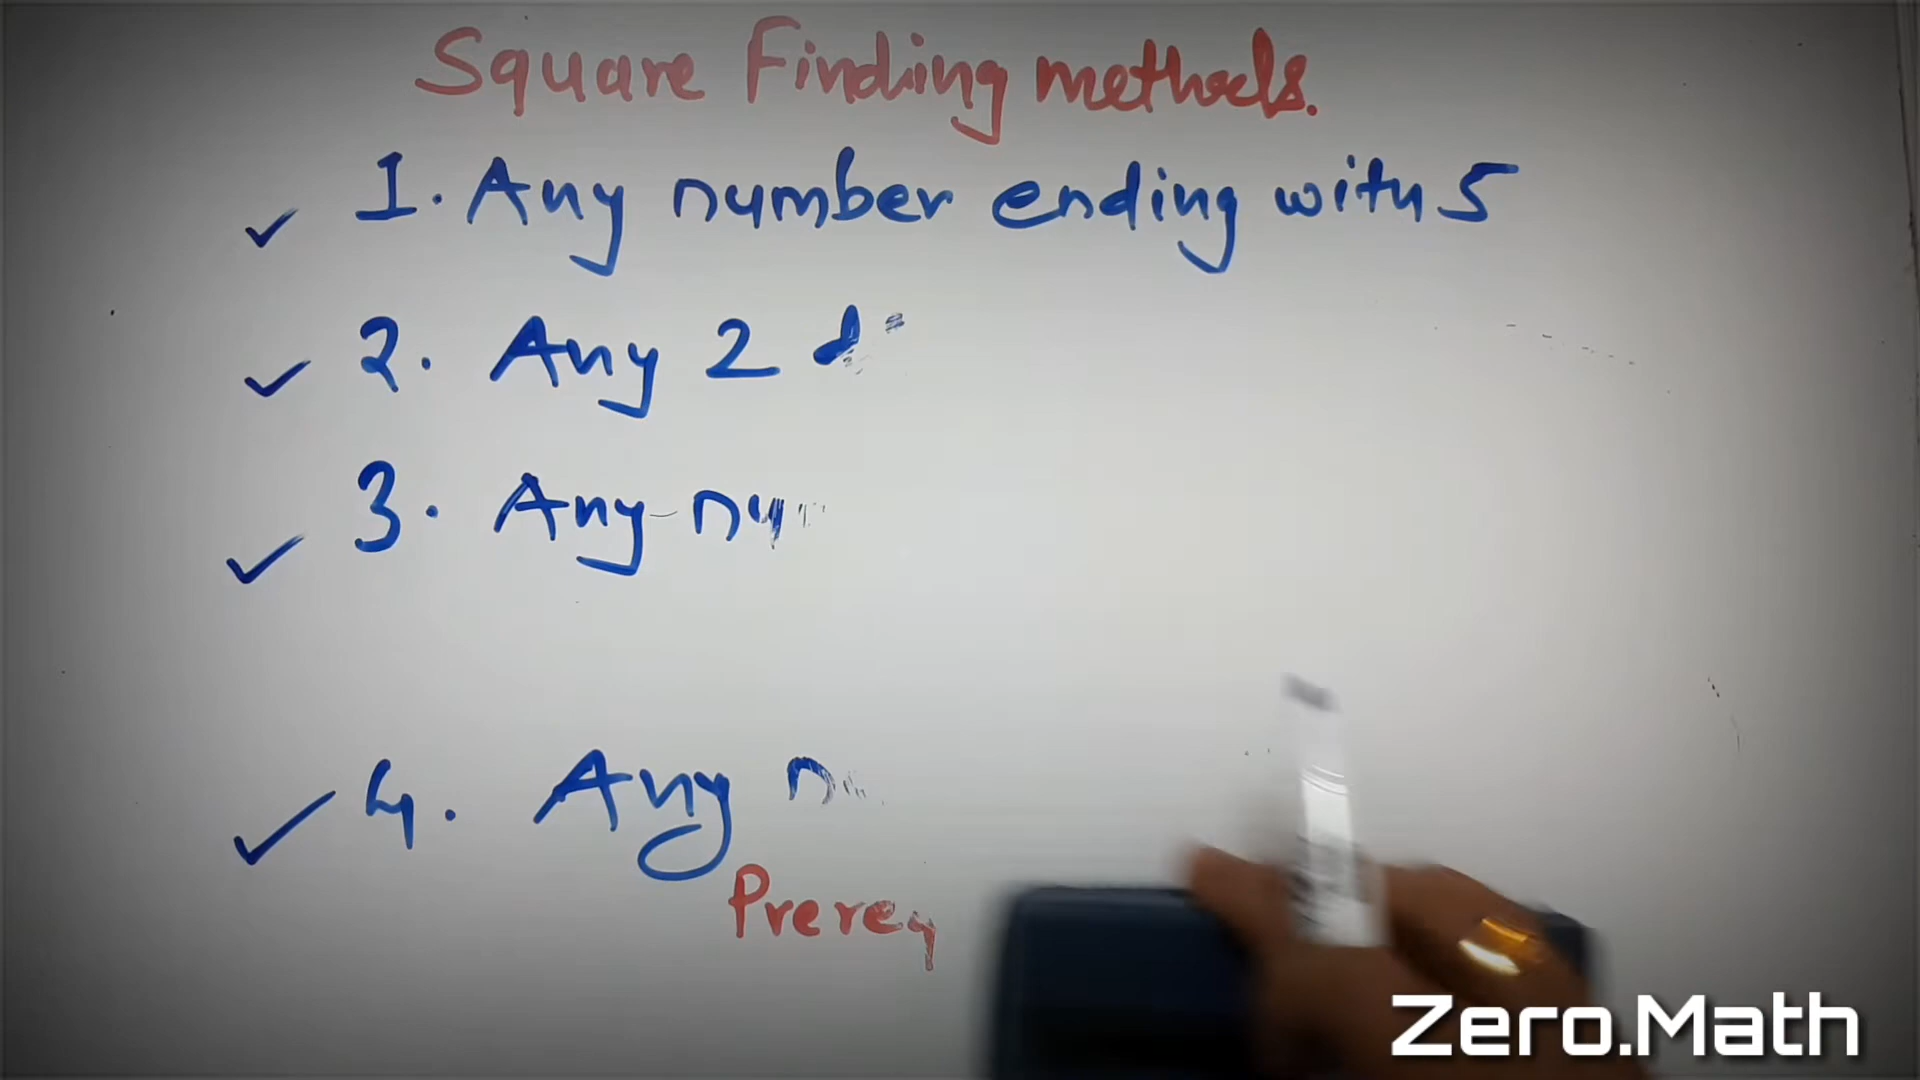 Square Finding methods.
1. Any number ending with 5
2. Any 2
3. Any
4. Any
Zero.Math